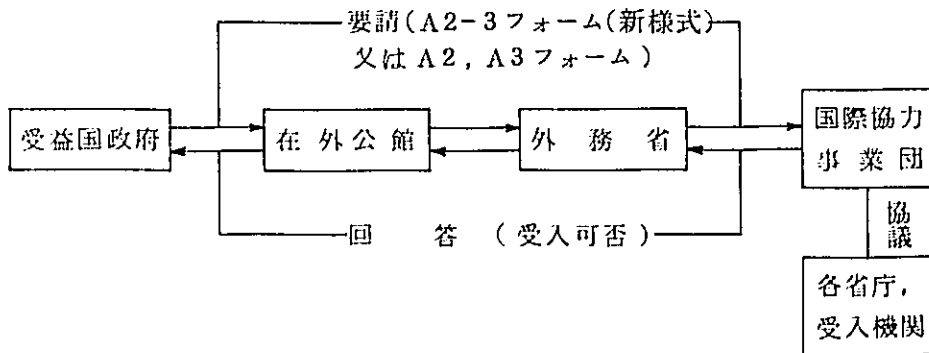 要請(A2-3フォーム(新様式)
又はA2,A3フォーム)
受益国政府
在外公館
外務省
国際協力
事業団
回答(受入可否)
協
議
各省庁,
受入機関